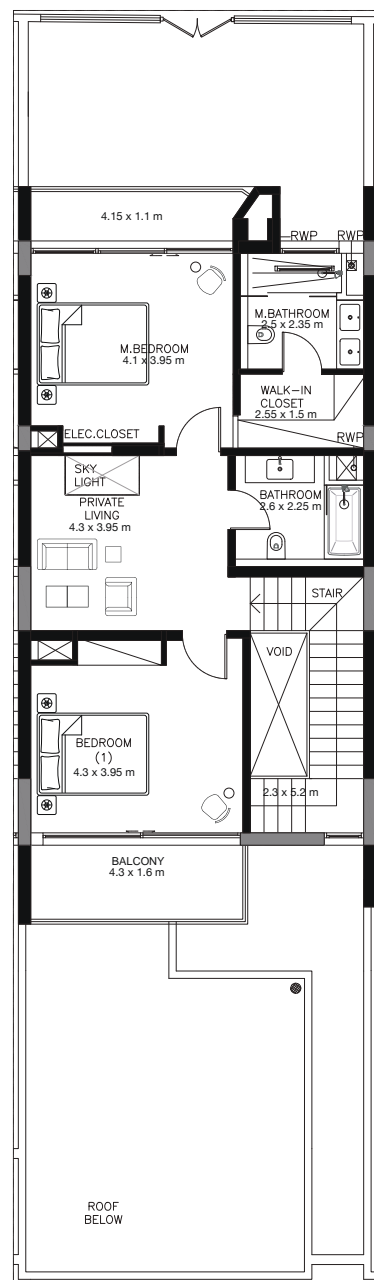 4.15 x 1.1 m
RWP RWP
M.BATHROOM
2.5 x 2.35 m
M.BEDROOM
4.1 x 3.95 m
WALK-IN
CLOSET
2.55 x 1.5 m
ELEC.CLOSET
RWP
SKY
LIGHT
PRIVATE
LIVING
4.3 x 3.95 m
BATHROOM
2.6 x 2.25 m
STAIR
VOID
BEDROOM
(1)
4.3 x 3.95 m
2.3 x 5.2 m
BALCONY
4.3 x 1.6 m
ROOF
BELOW